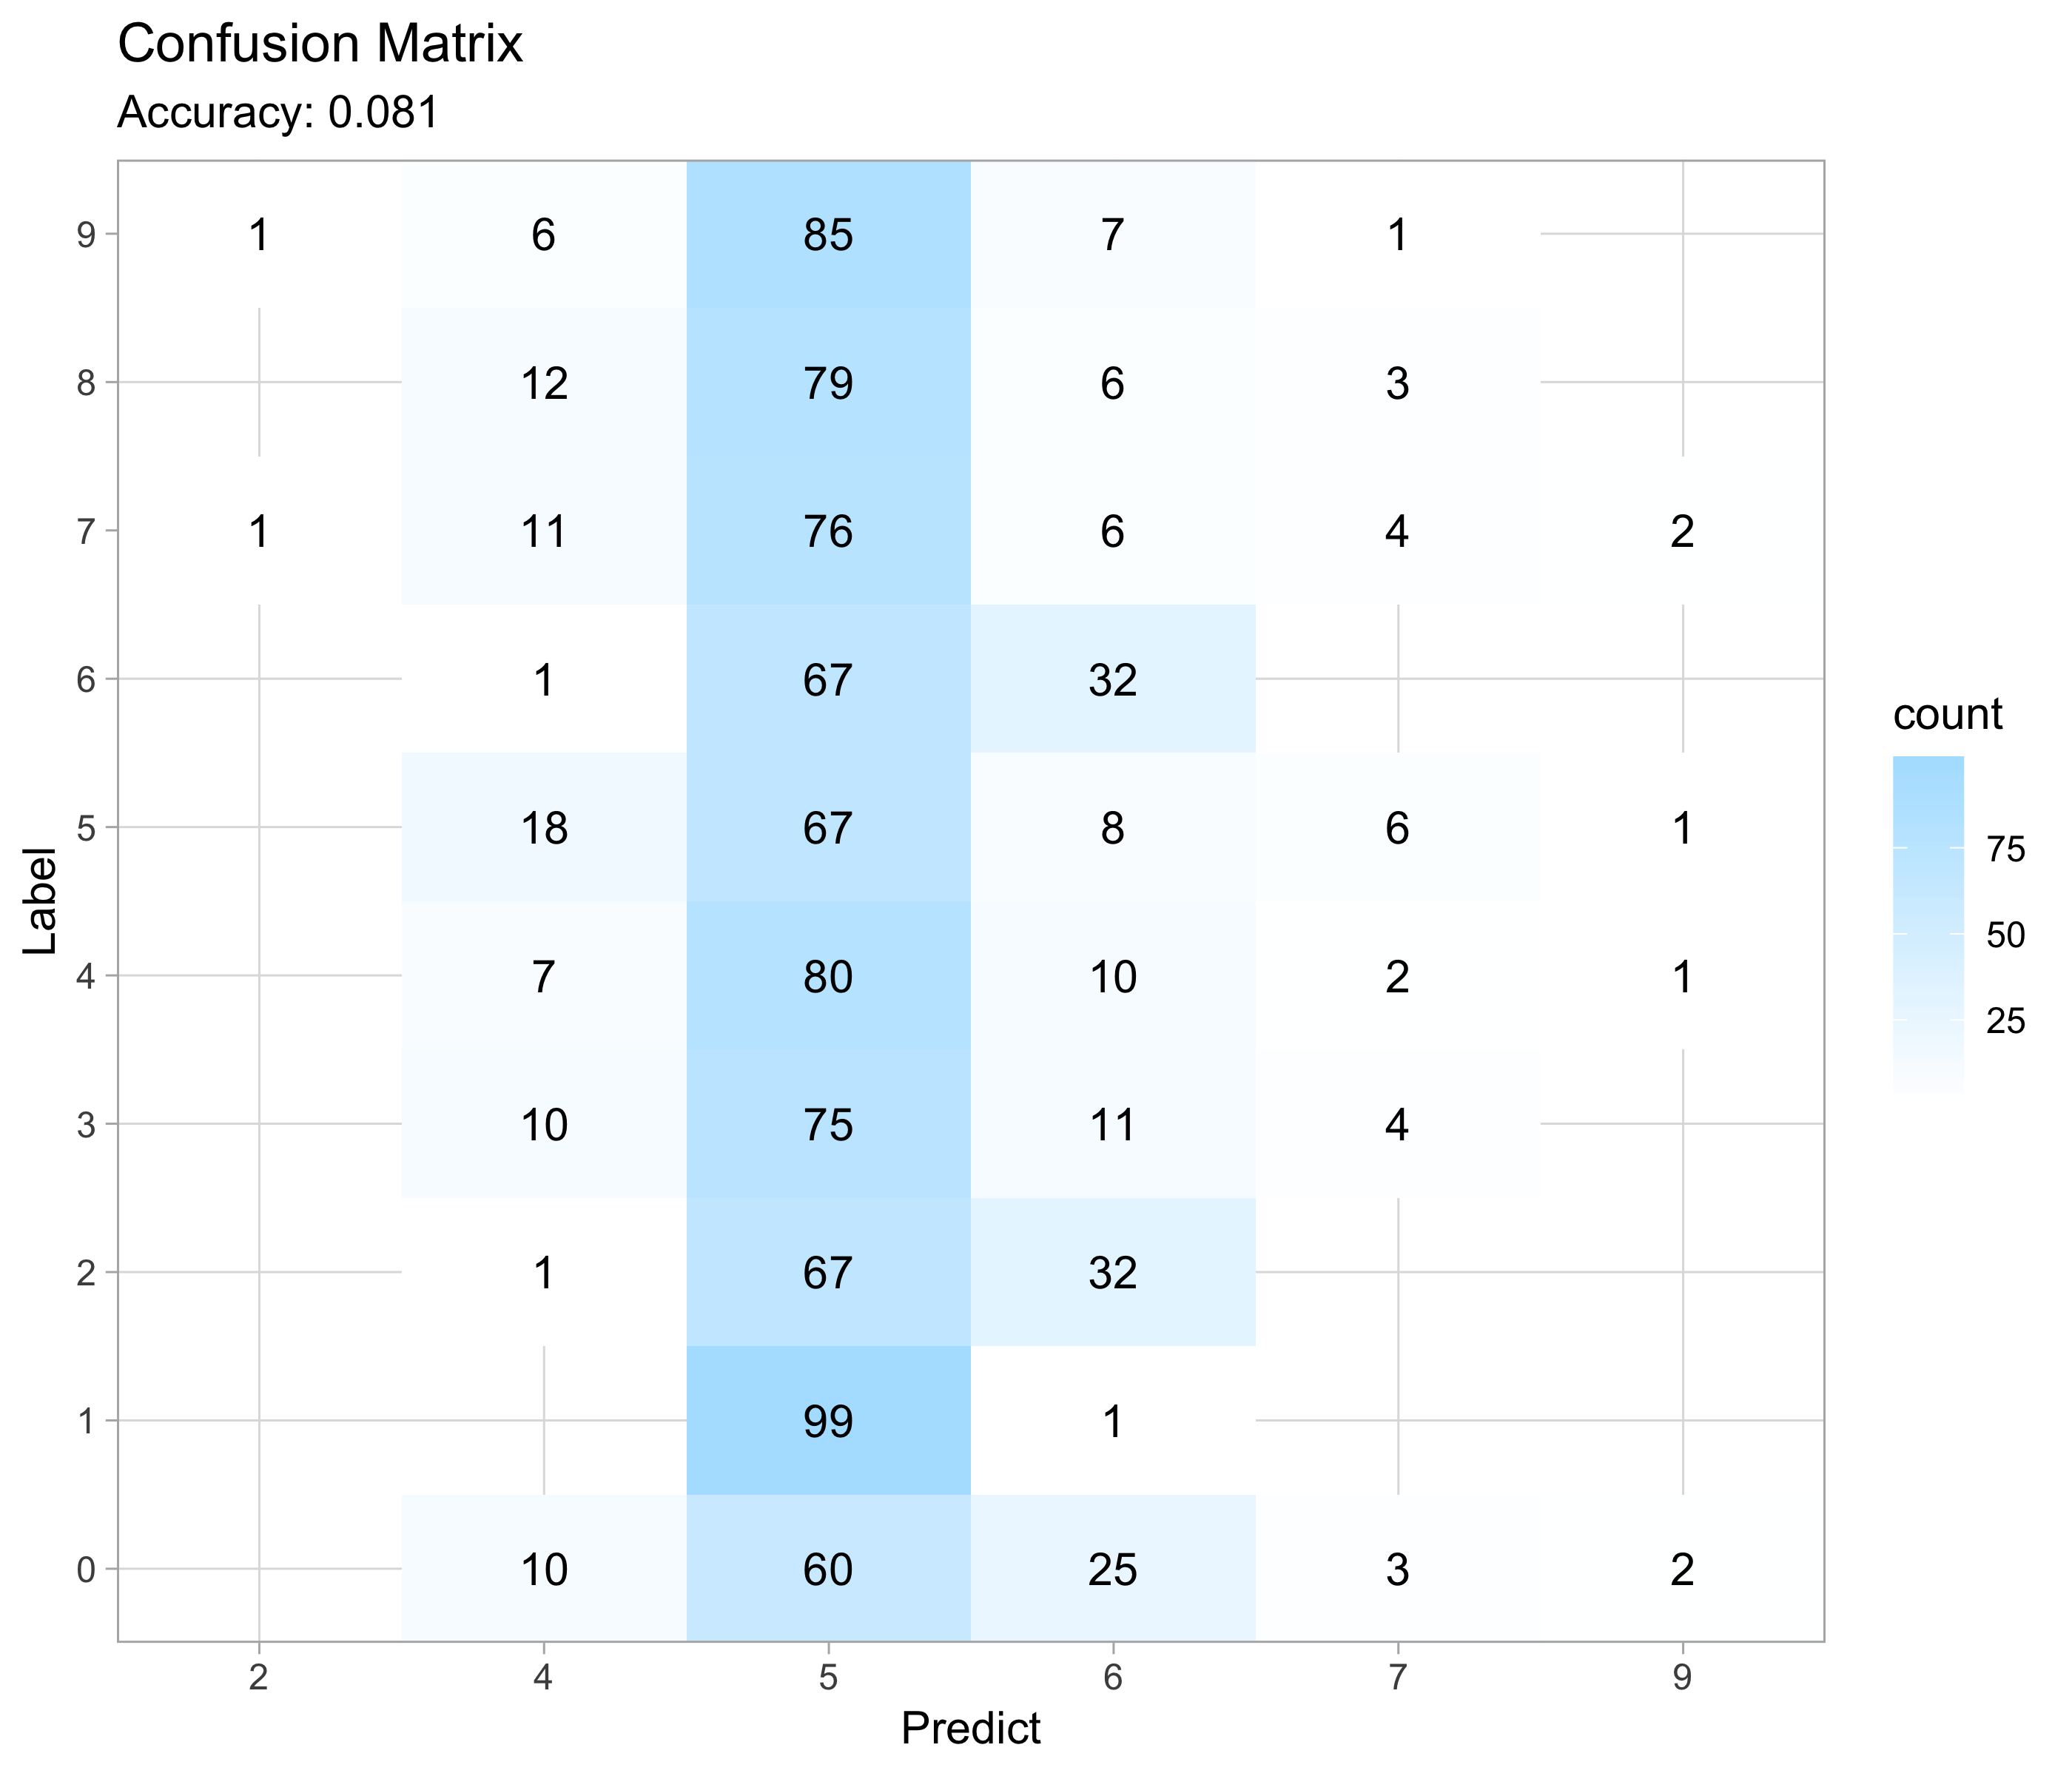 Confusion Matrix
Accuracy: 0.081
9 1 6 85 7 1
8 12 79 6 3
7 1 11 76 6 4 2
6 1 67 32
5 18 67 8 6 1
4 7 80 10 2 1
3 10 75 11 4
2 1 67 32
1 99 1
0 10 60 25 3 2
2 4 5 6 7 9
Predict
Label
count
75
50
25